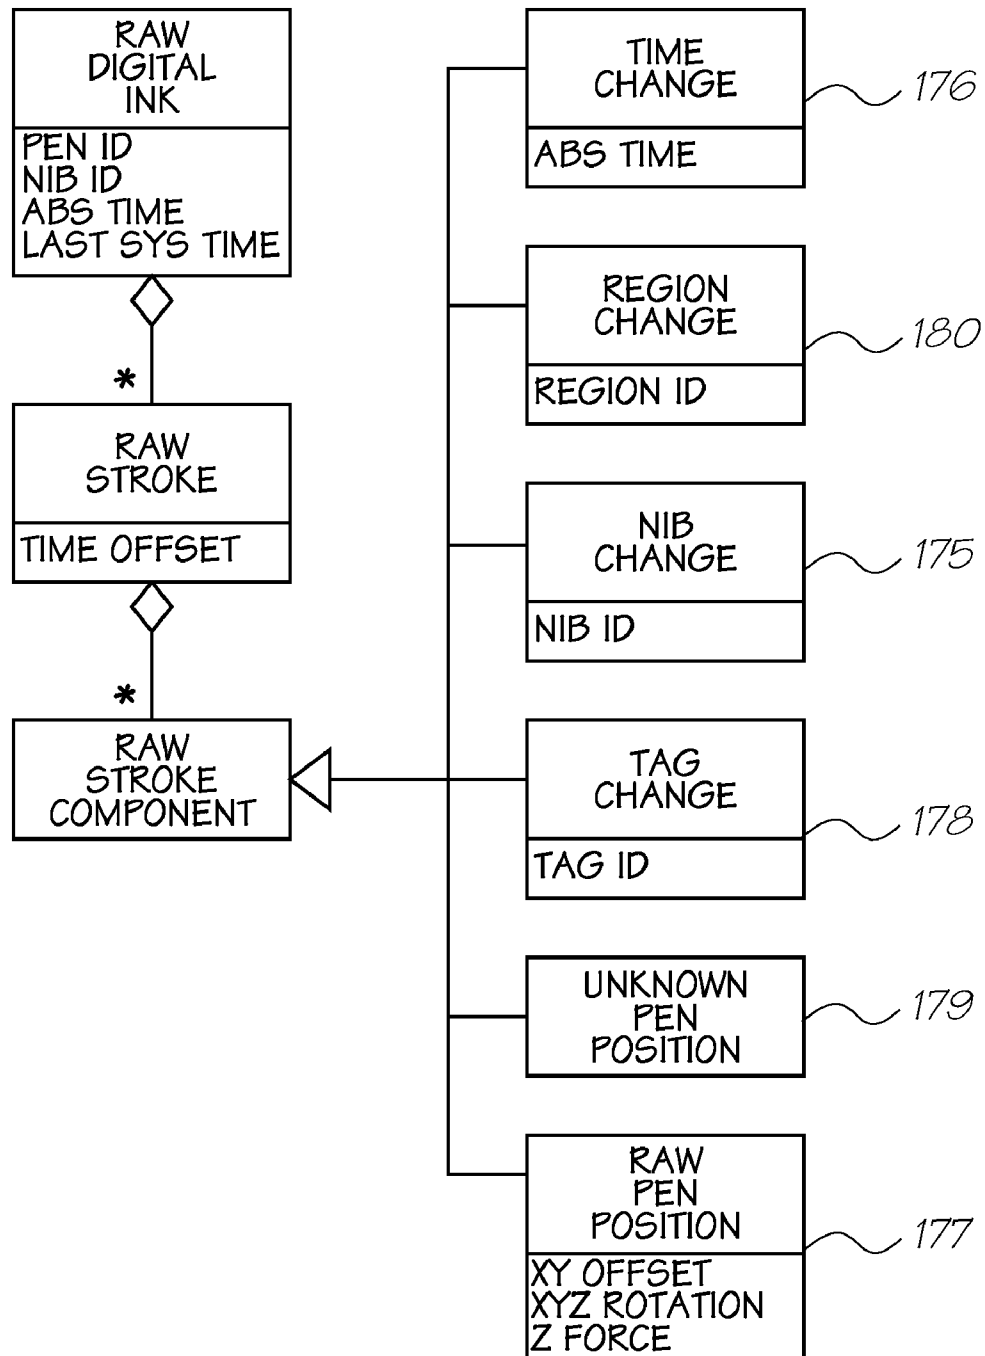 RAW
DIGITAL
INK
PEN ID
NIB ID
ABS TIME
LAST SYS TIME
*
RAW
STROKE
TIME OFFSET
*
RAW
STROKE
COMPONENT
TIME
CHANGE
ABS TIME
176
REGION
CHANGE
REGION ID
180
NIB
CHANGE
NIB ID
175
TAG
CHANGE
TAG ID
178
UNKNOWN
PEN
POSITION
179
RAW
PEN
POSITION
XY OFFSET
XYZ ROTATION
Z FORCE
177